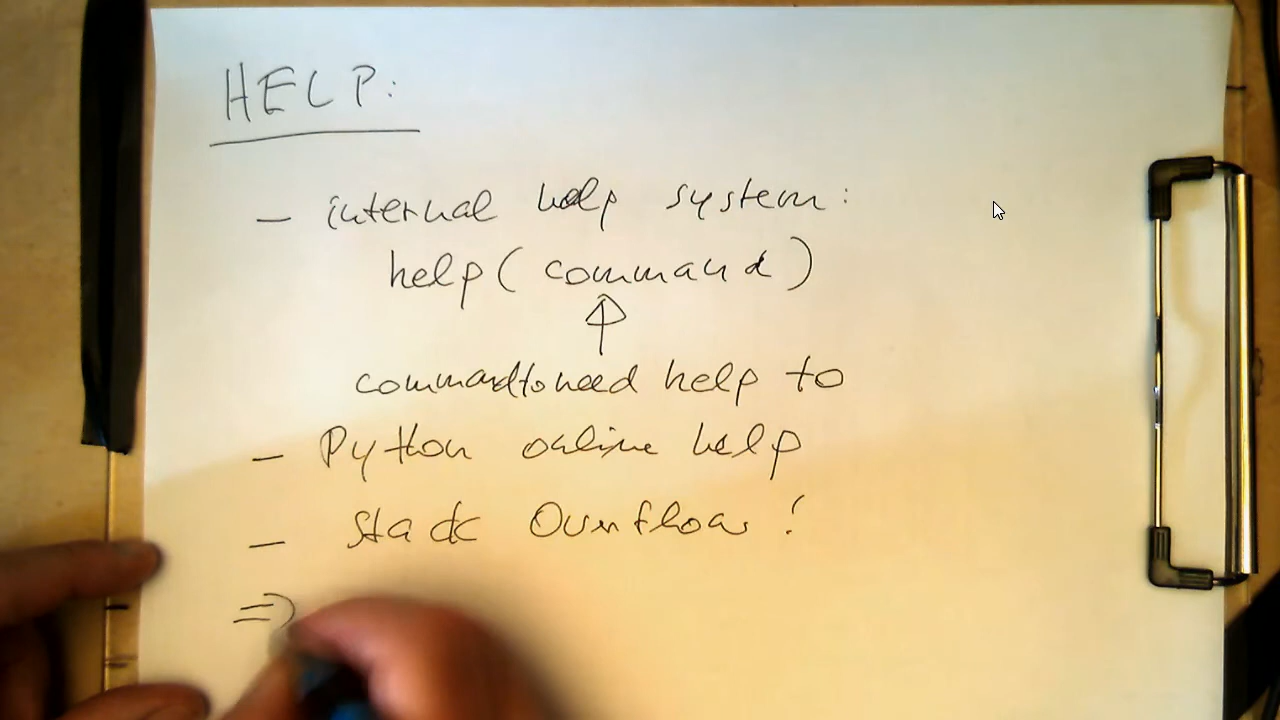 HELP:
- internal help system:
help(command)
↑
command to need help to
- Python online help
- Stack Overflow!
=>